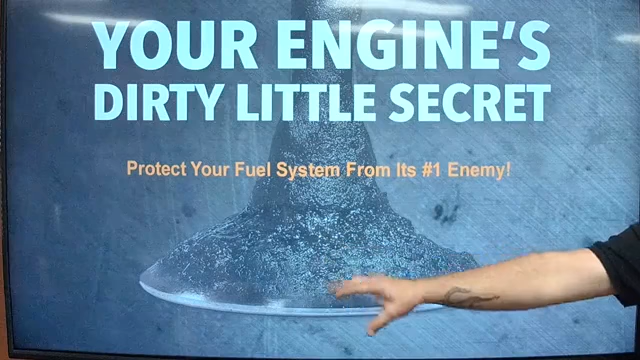 YOUR ENGINE'S
DIRTY LITTLE SECRET
Protect Your Fuel System From Its #1 Enemy!